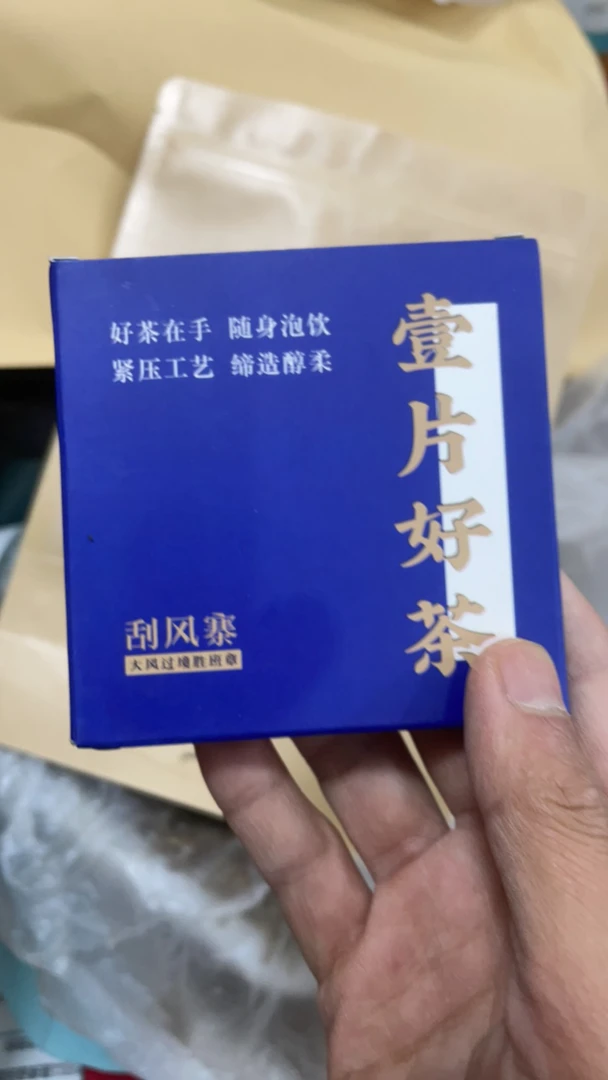 好茶在手 随身泡饮
紧压工艺 缔造醇柔
壹片好茶
刮风寨
大风过境胜班章